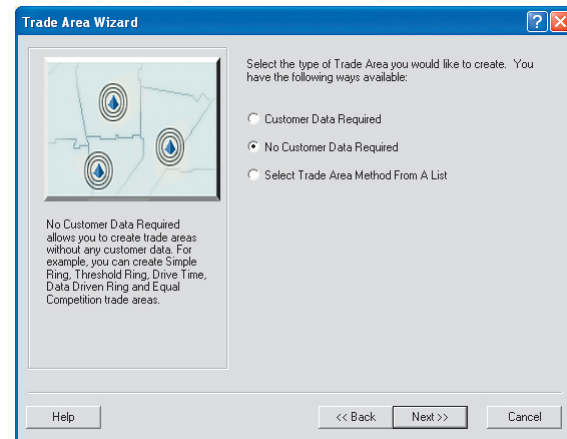 Trade Area Wizard
Select the type of Trade Area you would like to create. You
have the following ways available:
Customer Data Required
No Customer Data Required
Select Trade Area Method From A List
No Customer Data Required
allows you to create trade areas
without any customer data. For
example, you can create Simple
Ring, Threshold Ring, Drive Time,
Data Driven Ring and Equal
Competition trade areas.
Help
<< Back
Next >>
Cancel